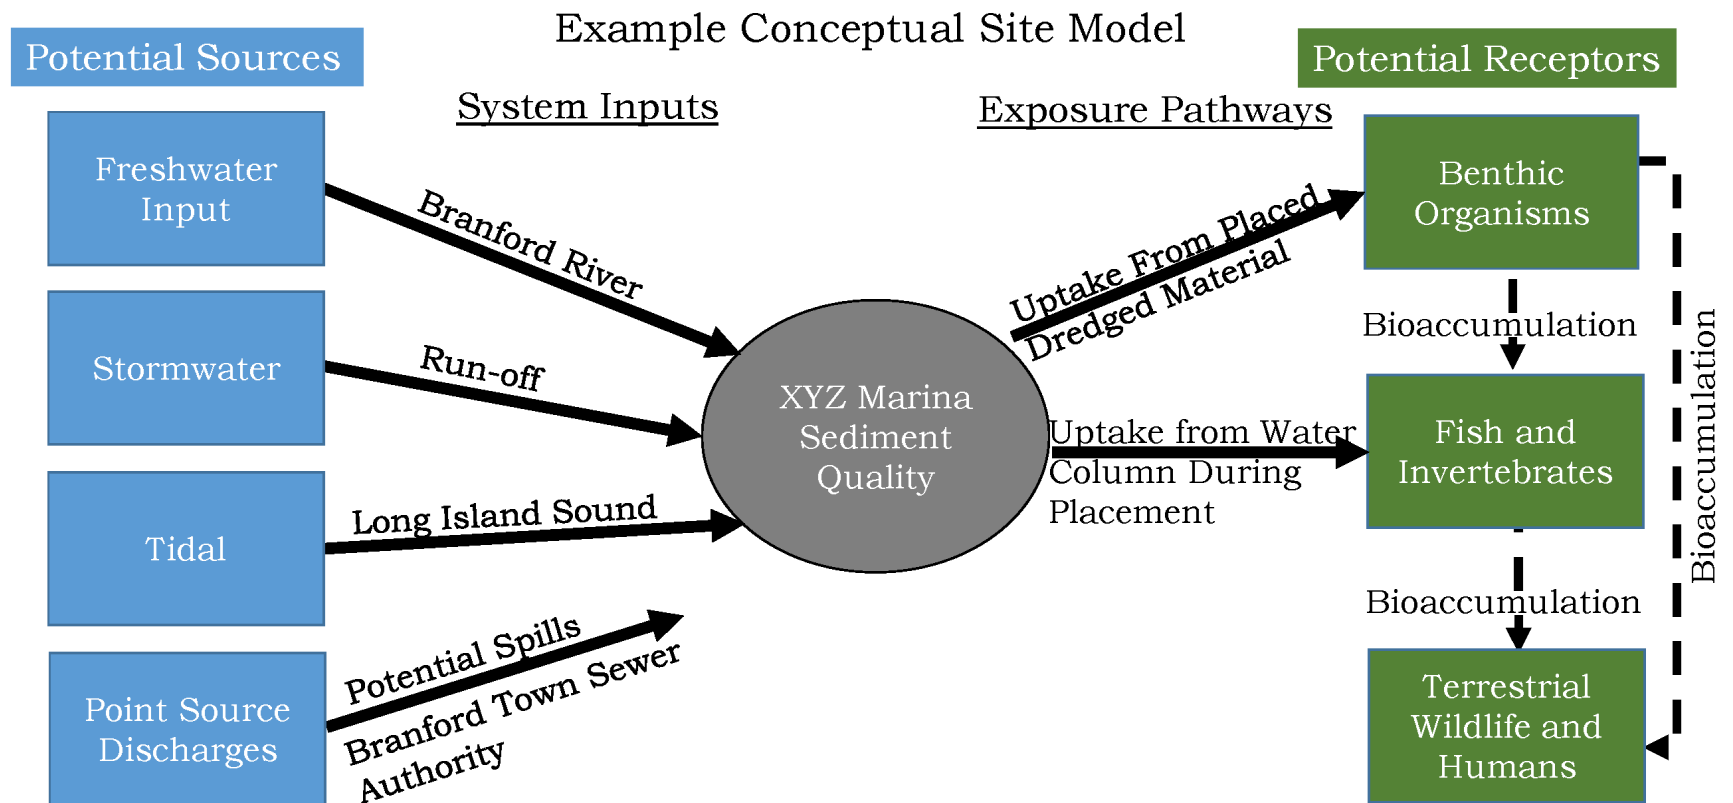 Example Conceptual Site Model
Potential Sources
Potential Receptors
System Inputs
Exposure Pathways
Freshwater
Input
Branford River
Stormwater
Run-off
Tidal
Long Island Sound
Point Source
Discharges
Potential Spills
Branford Town Sewer
Authority
XYZ Marina
Sediment
Quality
Uptake From Placed
Dredged Material
Uptake from Water
Column During
Placement
Benthic
Organisms
Bioaccumulation
Fish and
Invertebrates
Bioaccumulation
Terrestrial
Wildlife and
Humans
Bioaccumulation